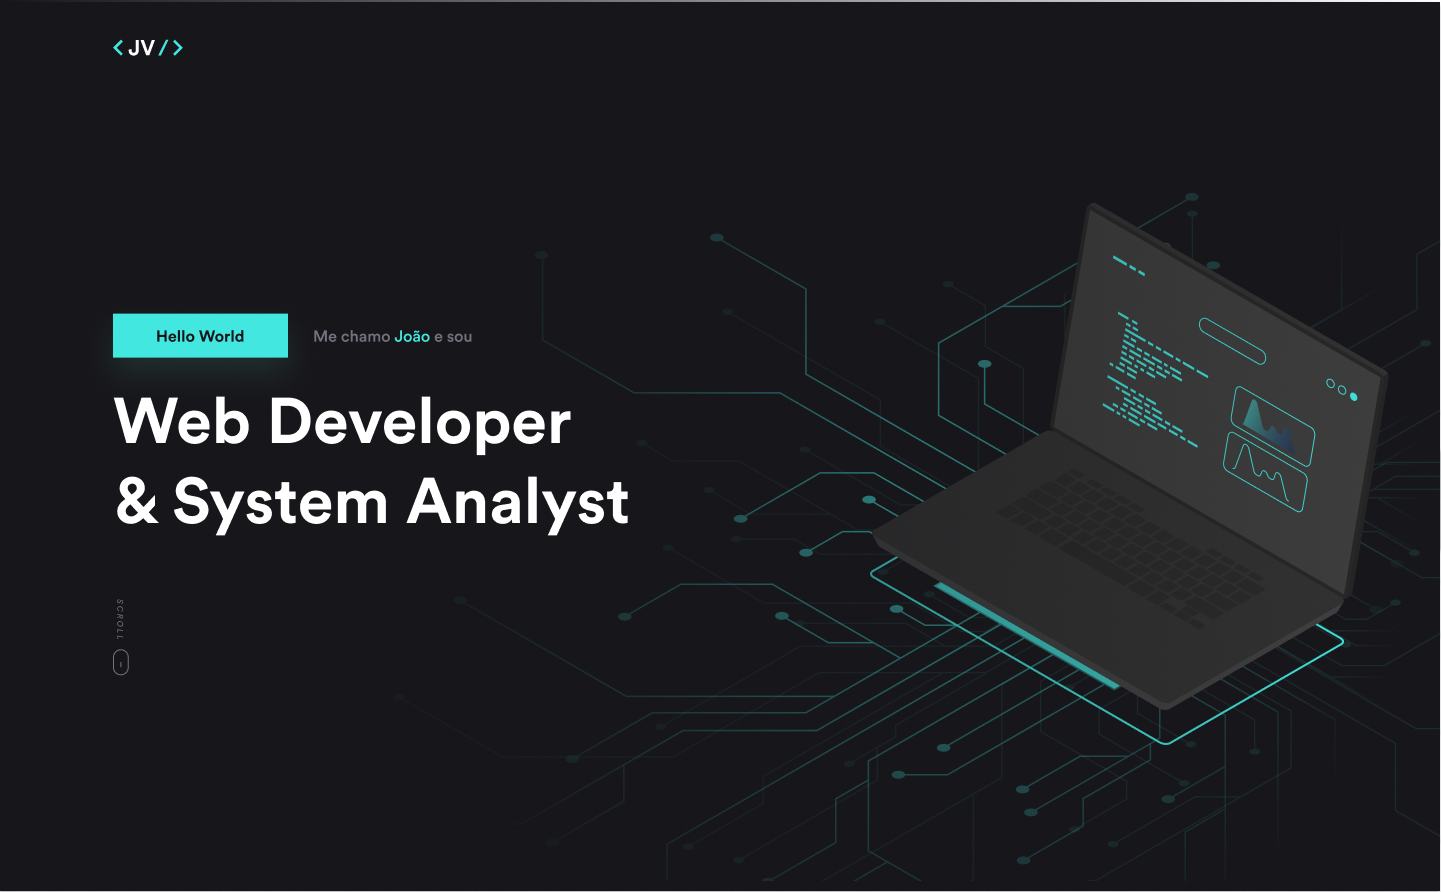 < JV / >
Hello World
Me chamo João e sou
Web Developer
& System Analyst
SCROLL